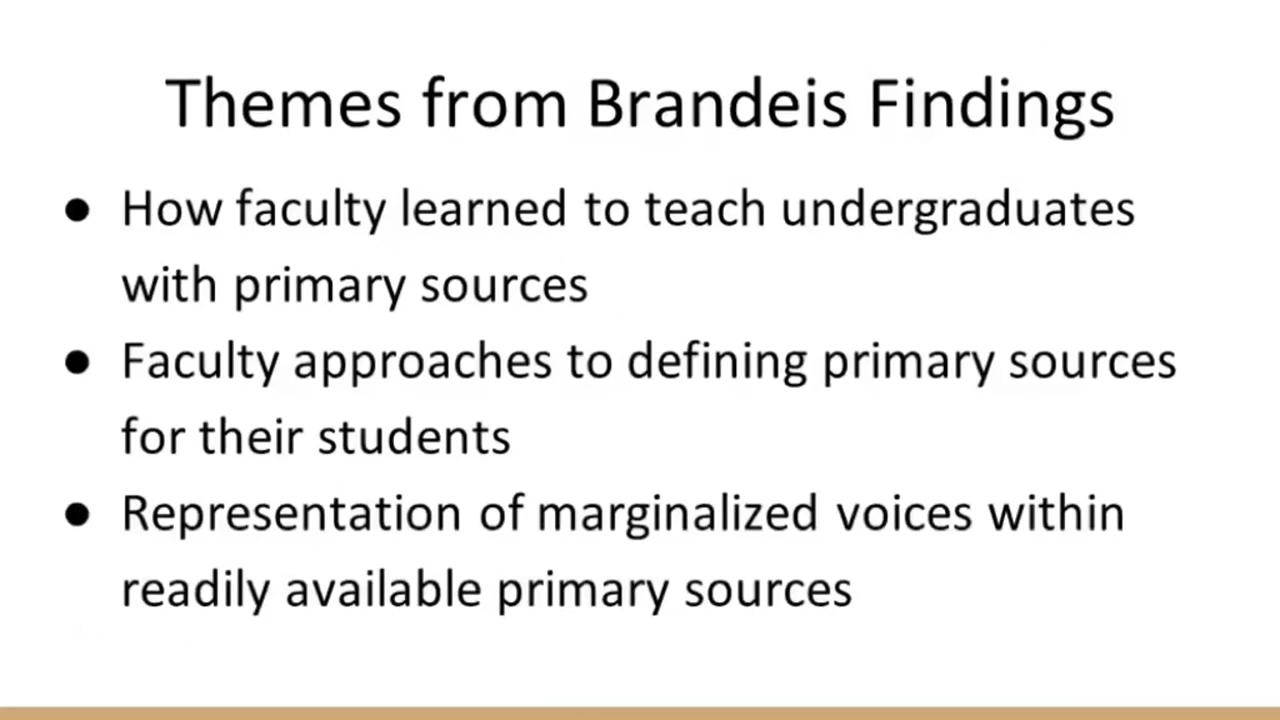 Themes from Brandeis Findings
● How faculty learned to teach undergraduates
with primary sources
● Faculty approaches to defining primary sources
for their students
● Representation of marginalized voices within
readily available primary sources